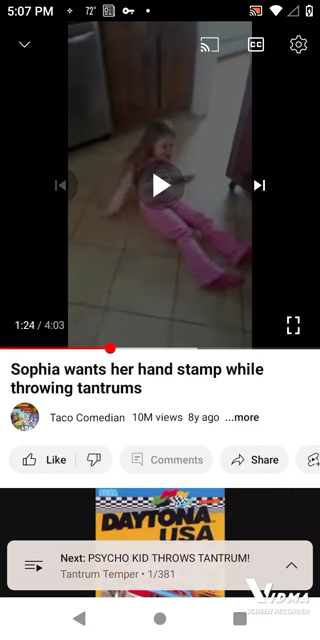 5:07 PM
72°
CC
1:24 / 4:03
Sophia wants her hand stamp while
throwing tantrums
Taco Comedian 10M views 8y ago ...more
Like
Comments
Share
DAYTONA
USA
Next: PSYCHO KID THROWS TANTRUM!
Tantrum Temper • 1/381
VIDMA
SCREEN RECORDER